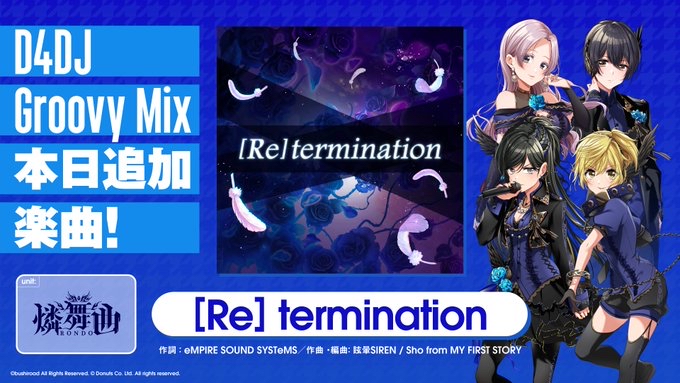 D4DJ
Groovy Mix
本日追加
楽曲!
[Re] termination
unit:
燐舞曲
RONDO
[Re] termination
作詞：eMPIRE SOUND SYSTeMS／作曲・編曲：眩暈SIREN / Sho from MY FIRST STORY
©bushiroad All Rights Reserved. © Donuts Co. Ltd. All rights reserved.